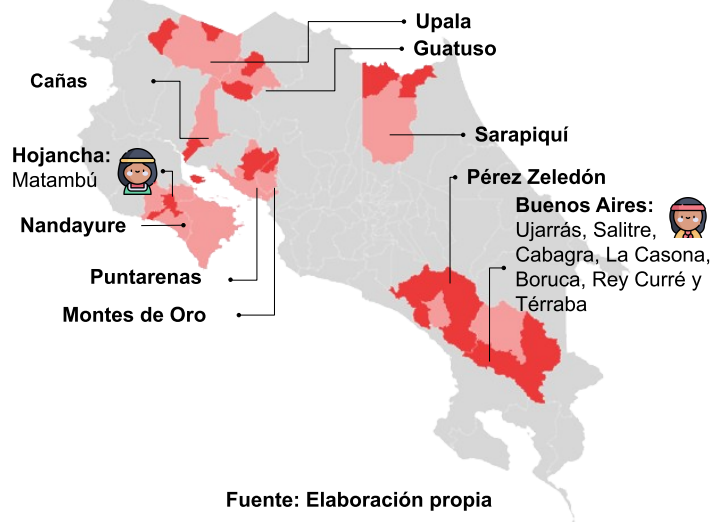 Upala
Guatuso
Cañas
Sarapiquí
Hojancha:
Matambú
Pérez Zeledón
Buenos Aires:
Ujarrás, Salitre,
Cabagra, La Casona,
Boruca, Rey Curré y
Térraba
Nandayure
Puntarenas
Montes de Oro
Fuente: Elaboración propia